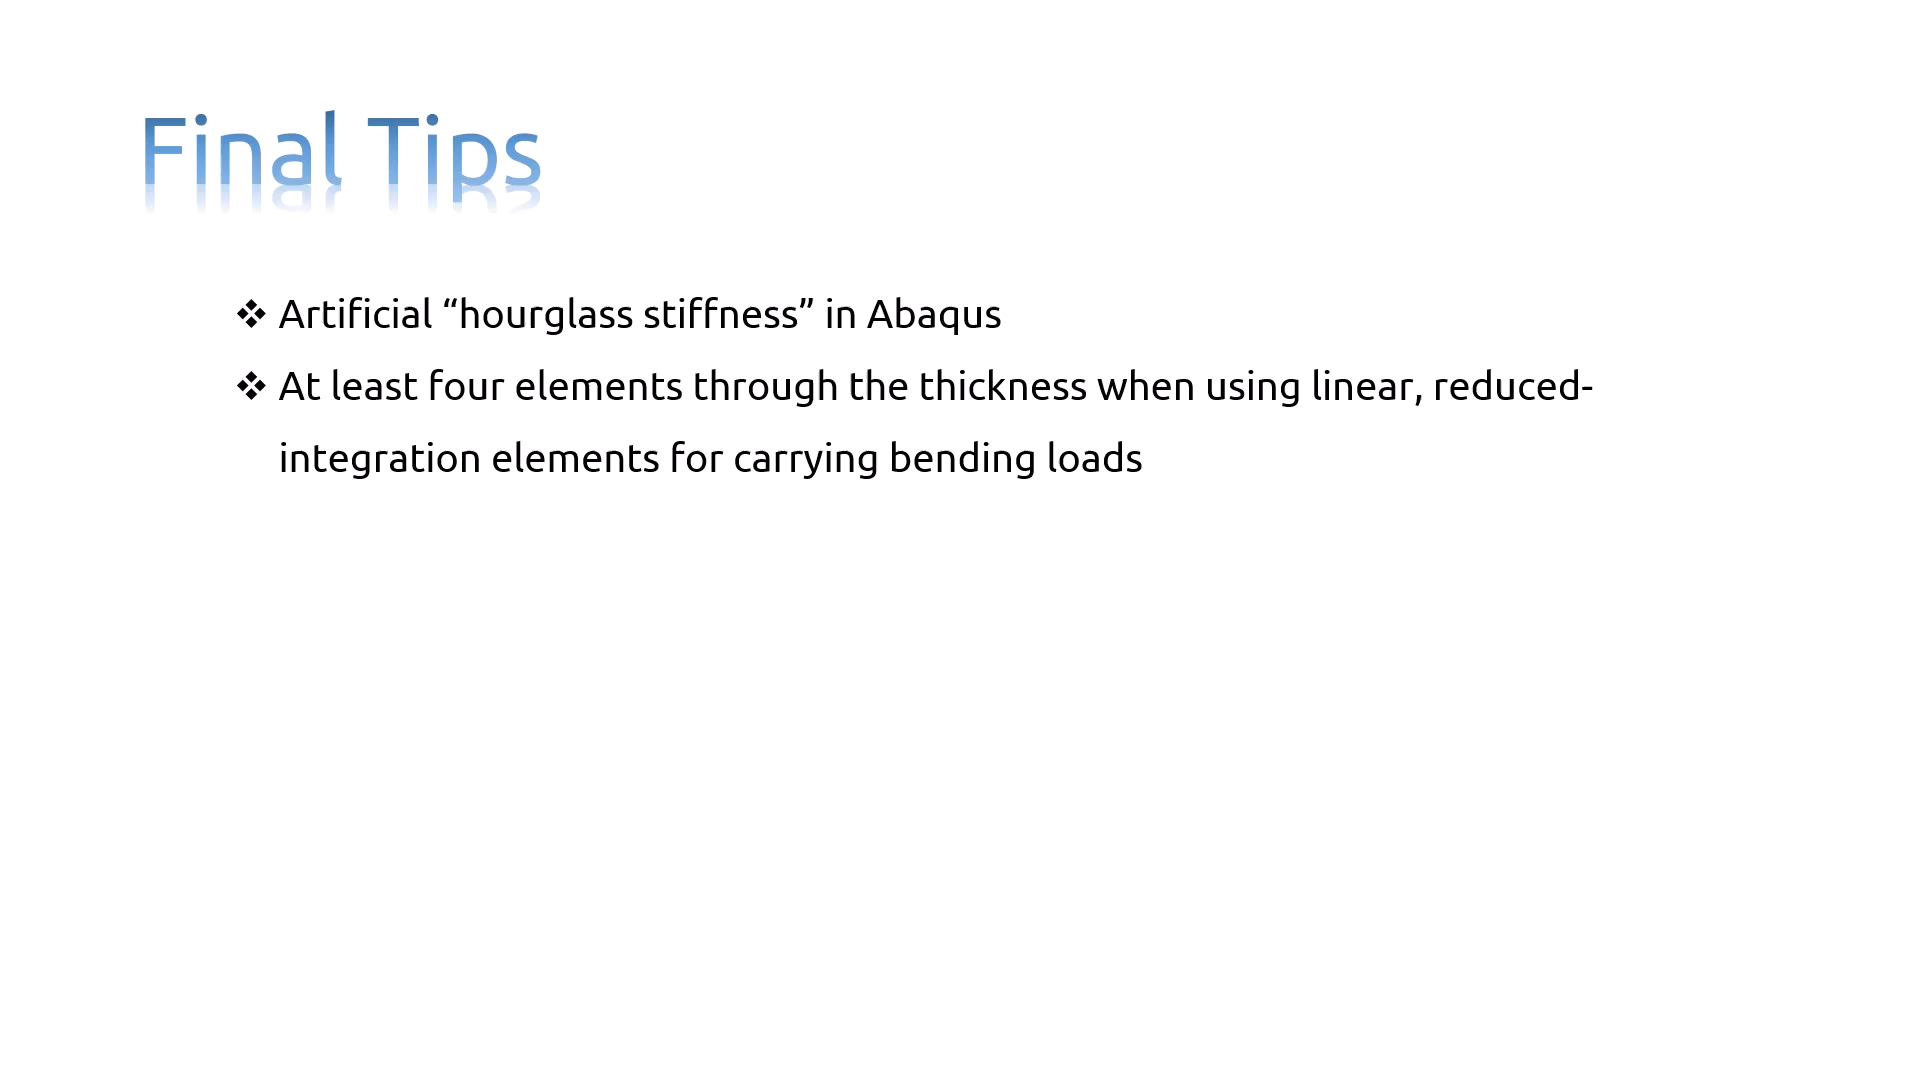 Final Tips
❖ Artificial “hourglass stiffness” in Abaqus
❖ At least four elements through the thickness when using linear, reduced-
integration elements for carrying bending loads